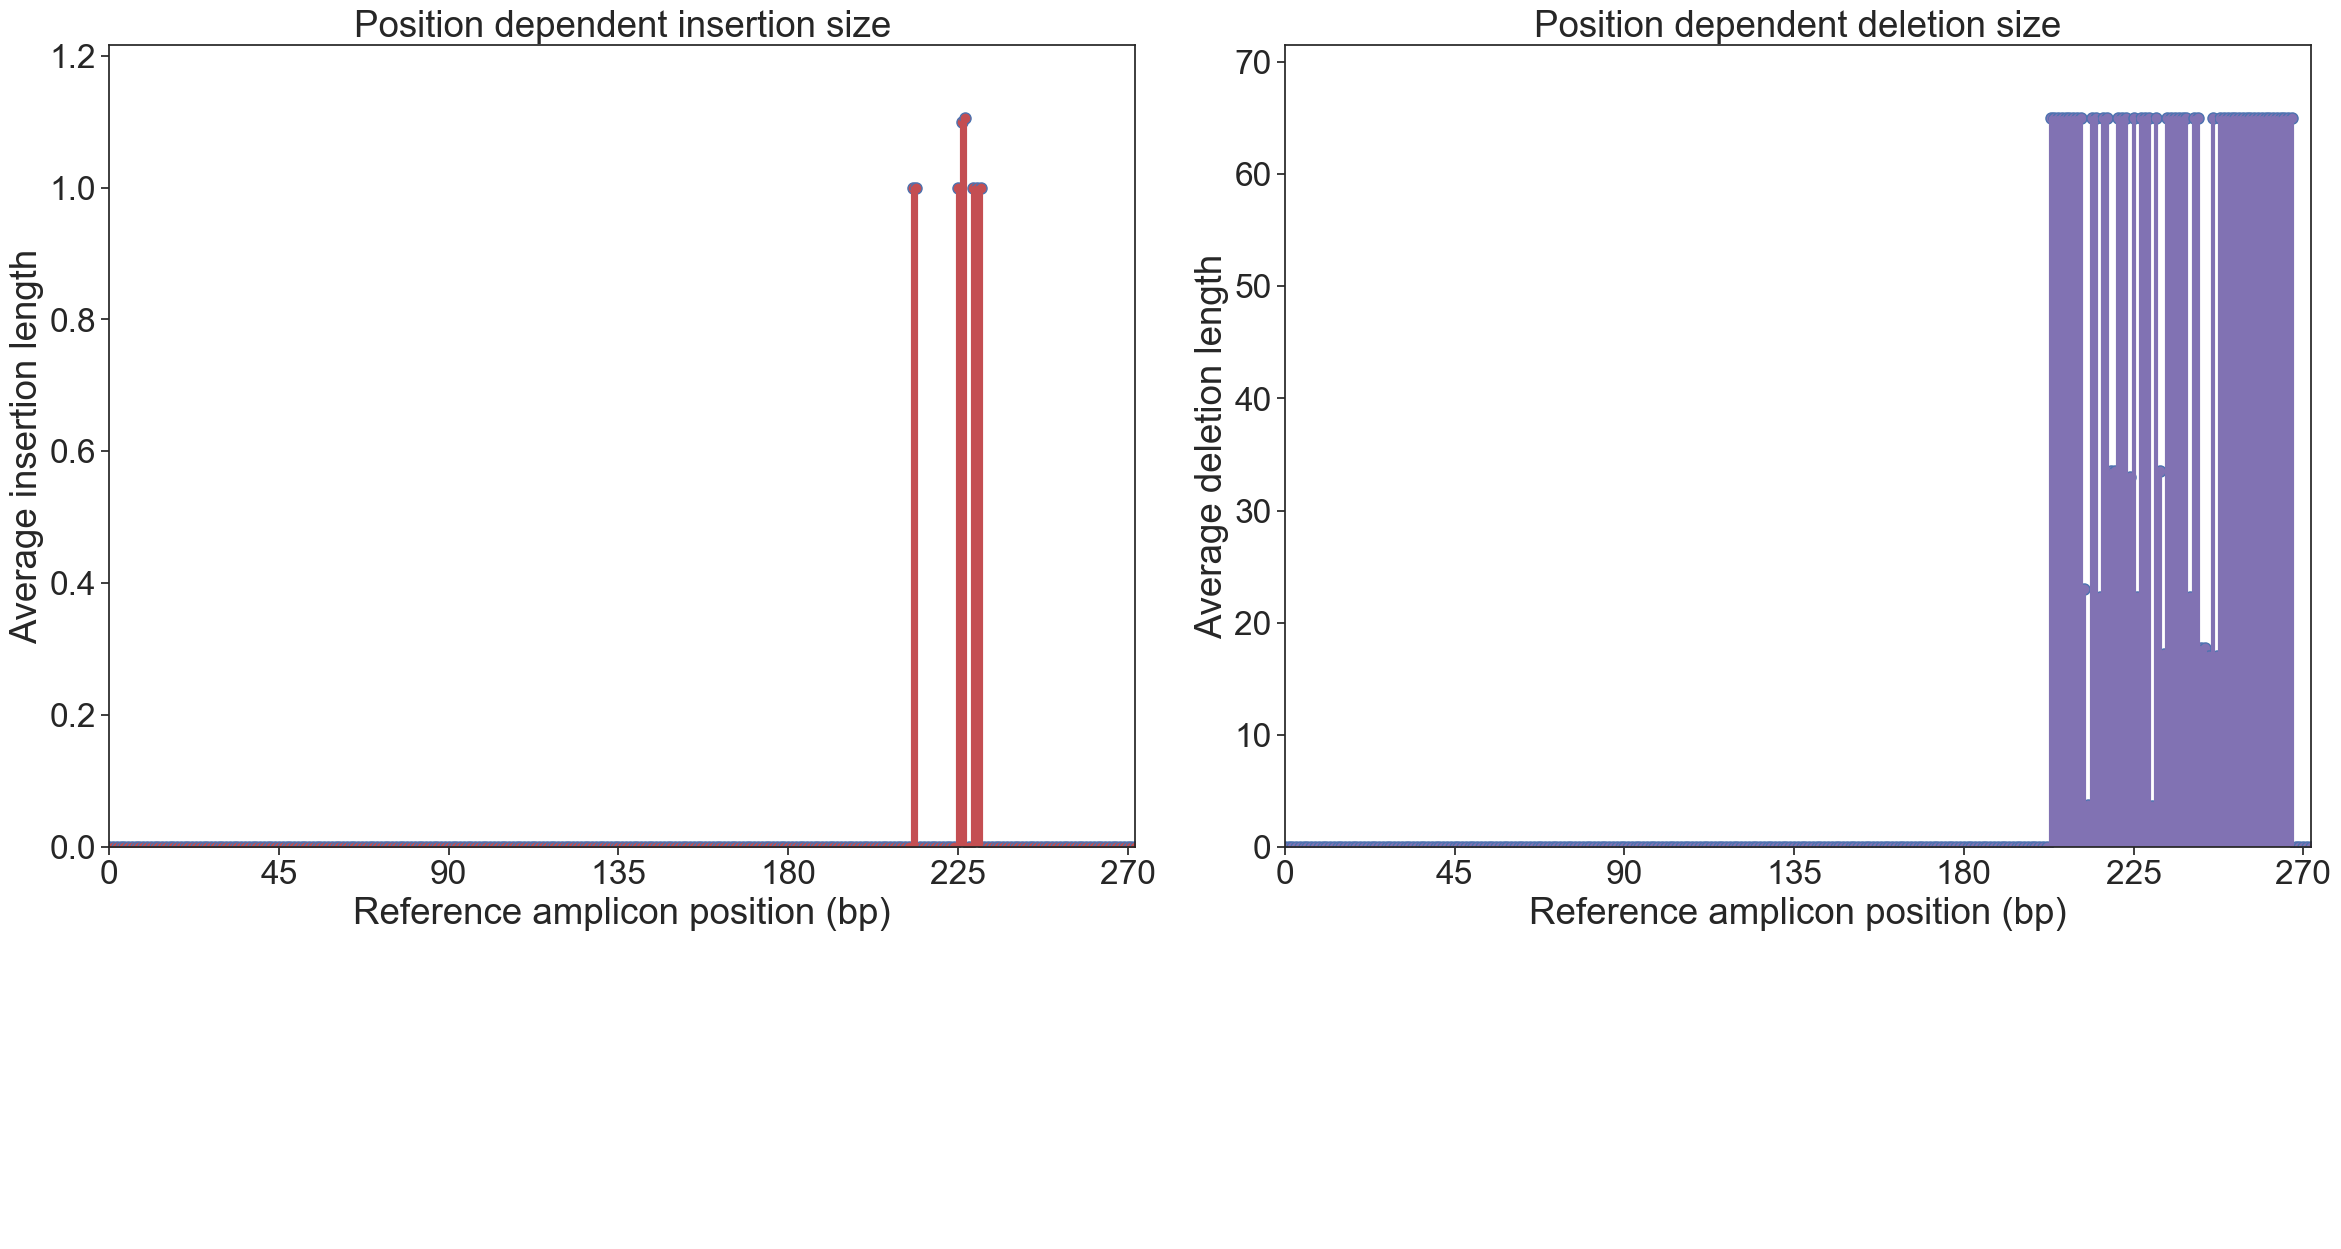 Position dependent insertion size
1.2
1.0
0.8
0.6
0.4
0.2
0.0
Average insertion length
0 45 90 135 180 225 270
Reference amplicon position (bp)
Position dependent deletion size
70
60
50
40
30
20
10
0
Average deletion length
0 45 90 135 180 225 270
Reference amplicon position (bp)